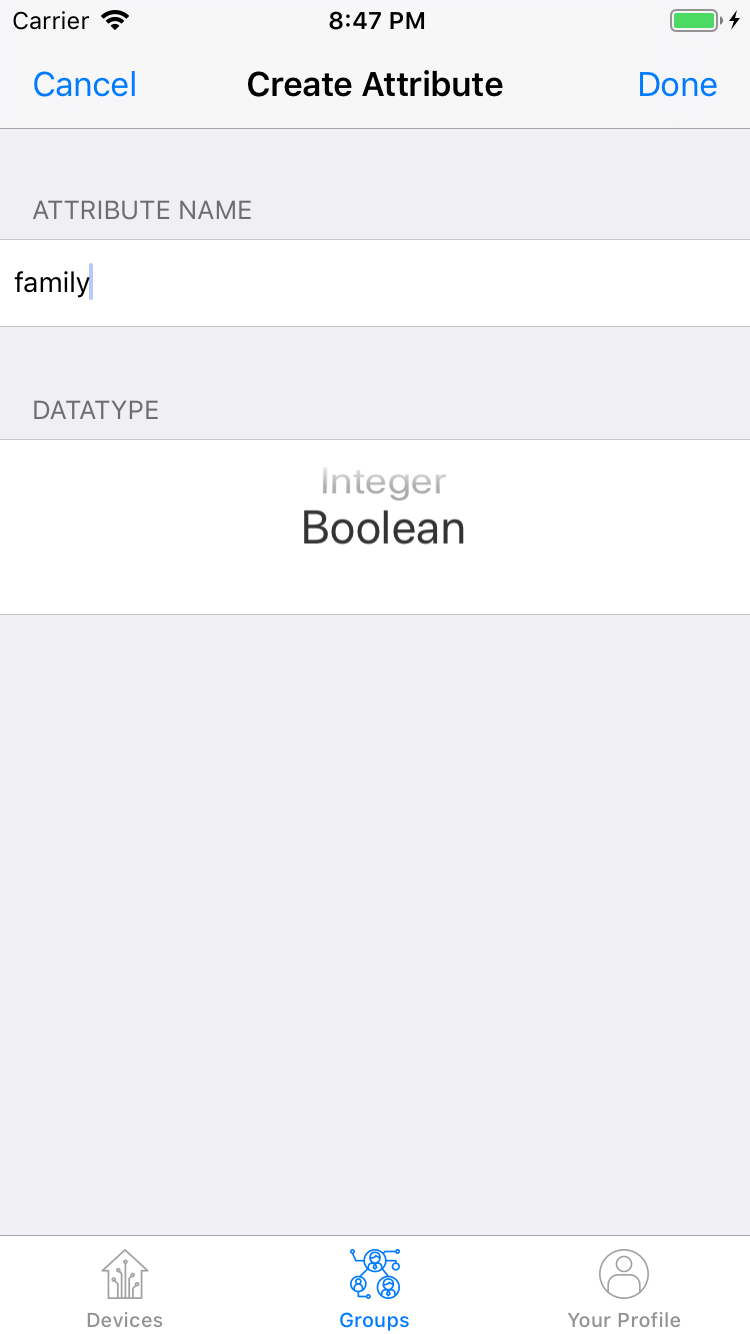 Carrier 8:47 PM
Cancel Create Attribute Done
ATTRIBUTE NAME
family
DATATYPE
Integer
Boolean
Devices Groups Your Profile